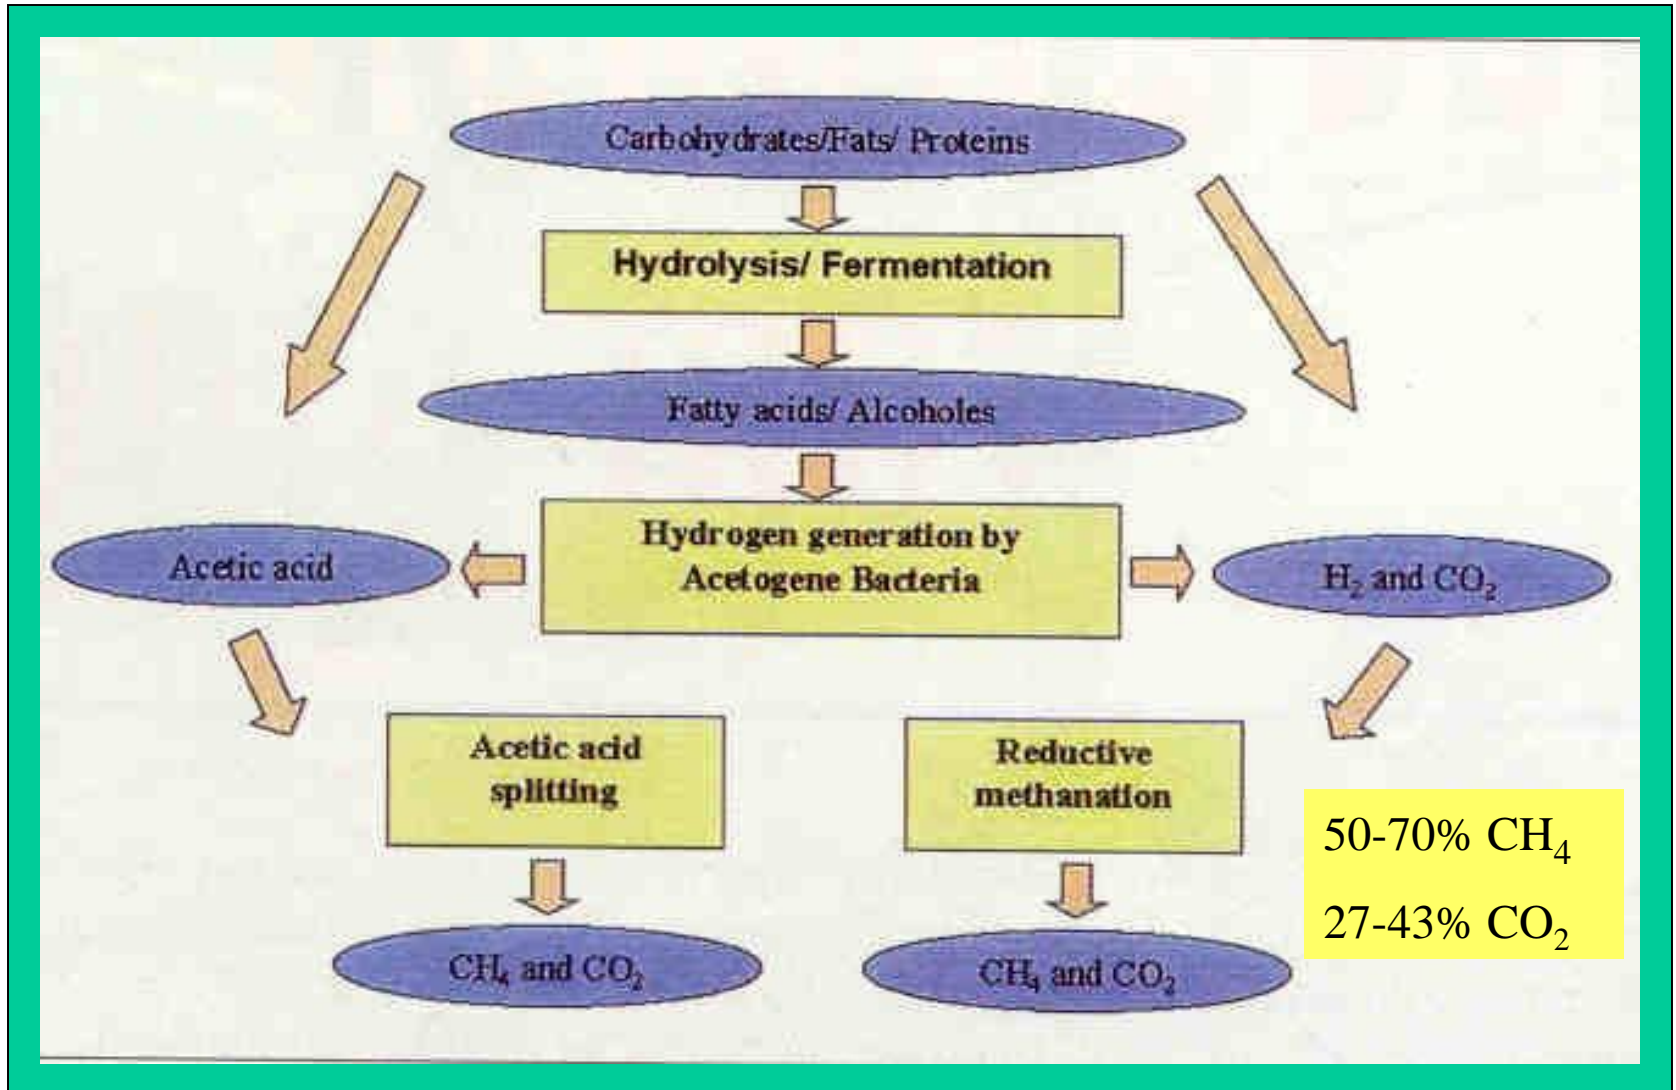 Carbohydrates/Fats/ Proteins
Hydrolysis/ Fermentation
Fatty acids/ Alcoholes
Hydrogen generation by
Acetogene Bacteria
Acetic acid
H₂ and CO₂
Acetic acid
splitting
Reductive
methanation
50-70% CH₄
27-43% CO₂
CH₄ and CO₂
CH₄ and CO₂